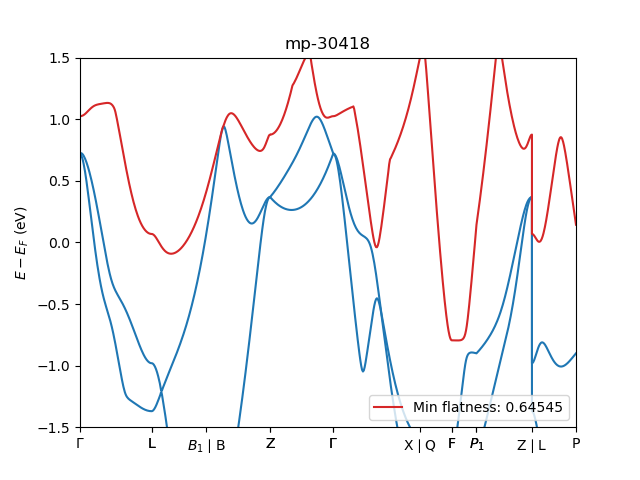 mp-30418
E − E_F (eV)
1.5
1.0
0.5
0.0
−0.5
−1.0
−1.5
Min flatness: 0.64545
Γ L B₁ | B Z Γ X | Q F P₁ Z | L P